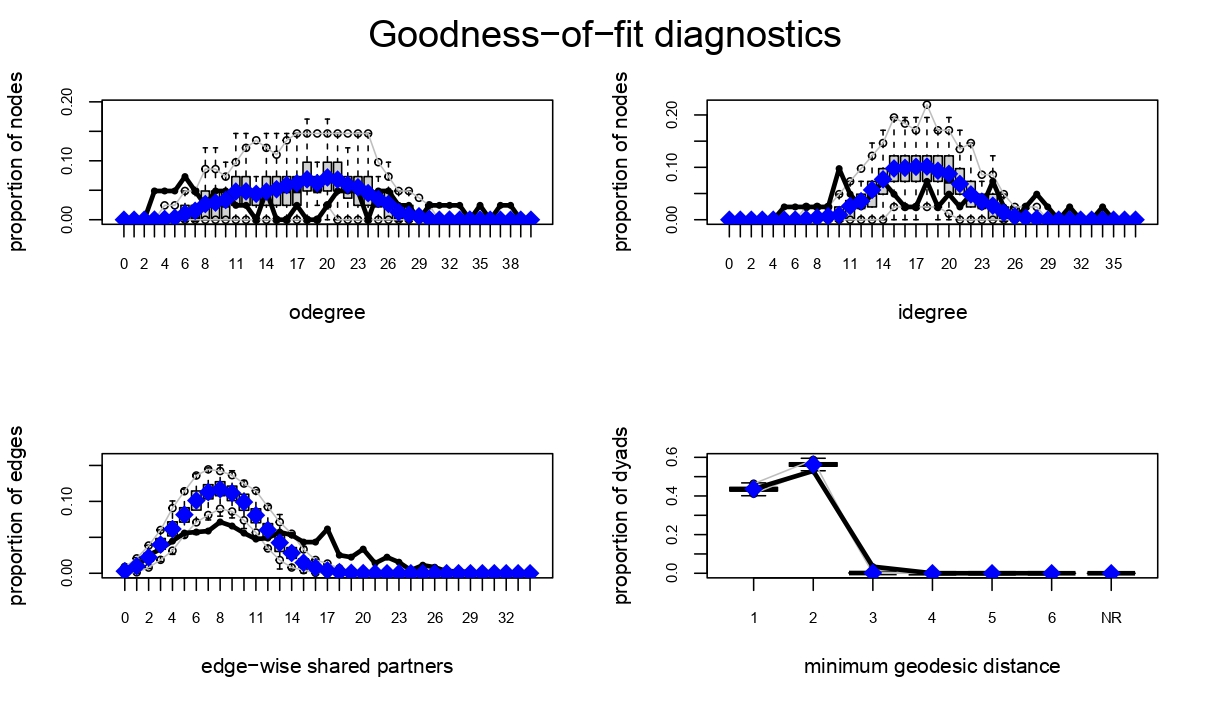 Goodness−of−fit diagnostics
proportion of nodes
0.00 0.10 0.20
0 2 4 6 8 11 14 17 20 23 26 29 32 35 38
odegree
proportion of nodes
0.00 0.10 0.20
0 2 4 6 8 11 14 17 20 23 26 29 32 35
idegree
proportion of edges
0.00 0.10
0 2 4 6 8 11 14 17 20 23 26 29 32
edge−wise shared partners
proportion of dyads
0.0 0.2 0.4 0.6
1 2 3 4 5 6 NR
minimum geodesic distance